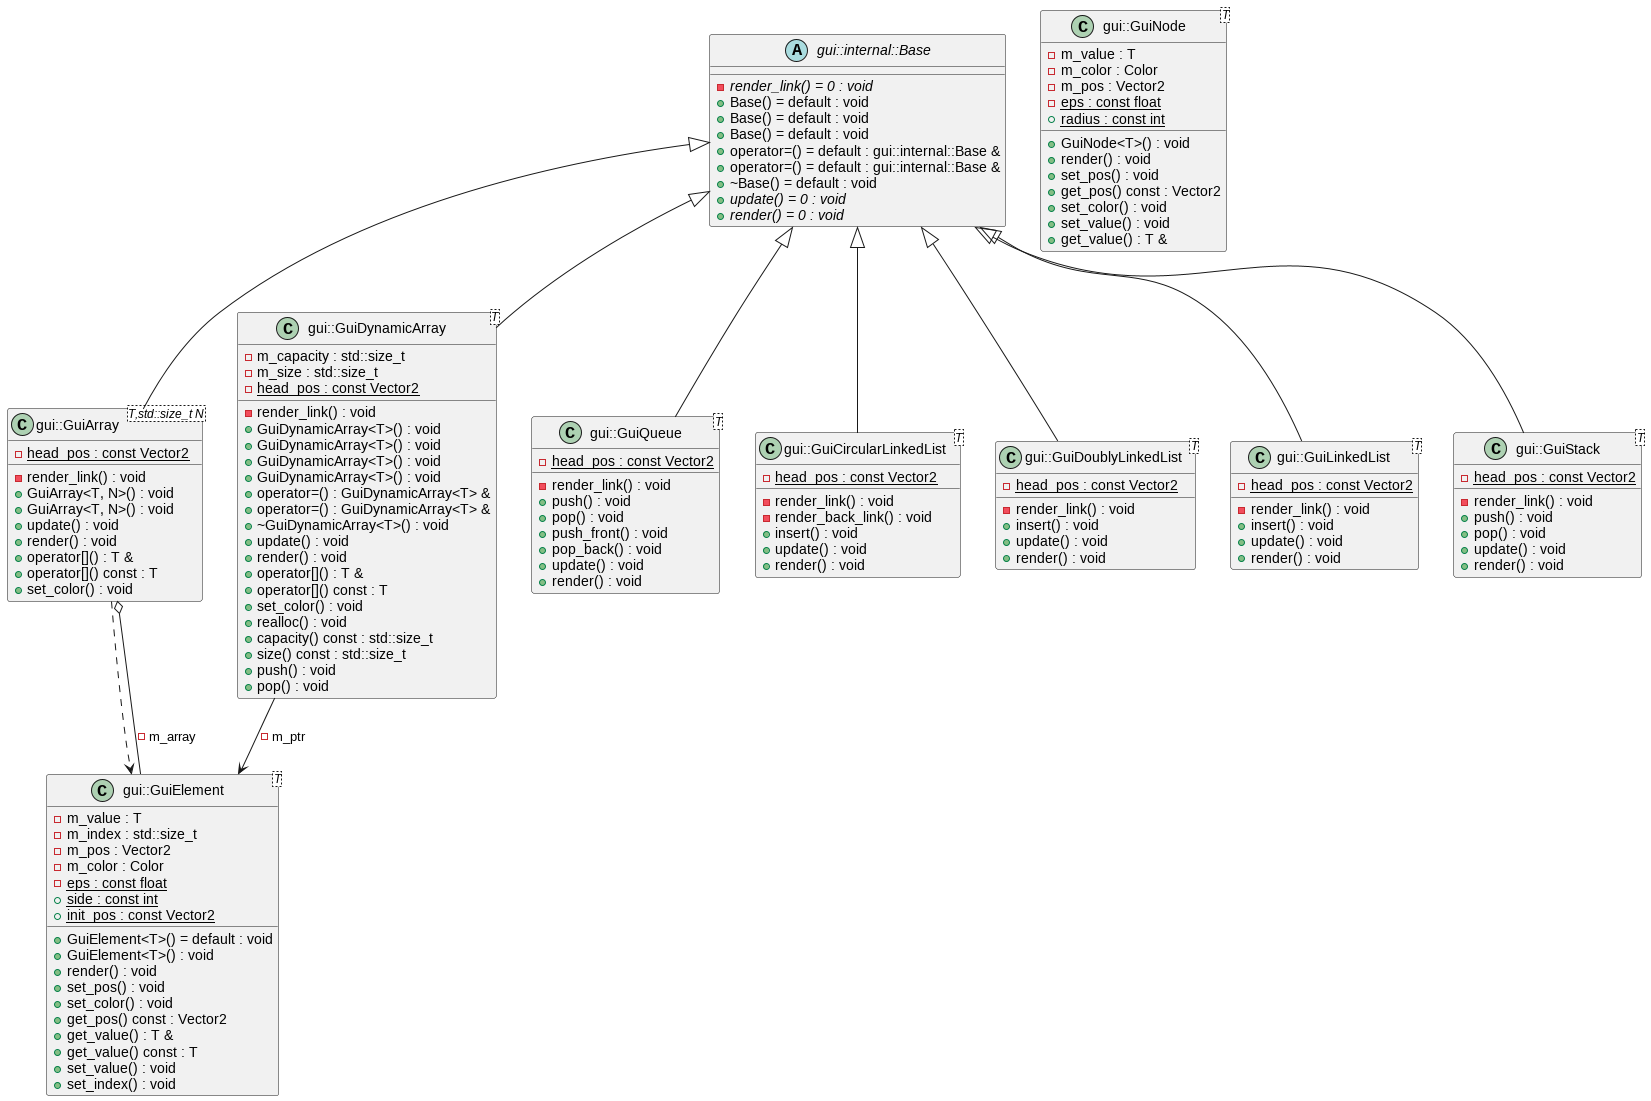 A gui::internal::Base
render_link() = 0 : void
Base() = default : void
Base() = default : void
Base() = default : void
operator=() = default : gui::internal::Base &
operator=() = default : gui::internal::Base &
~Base() = default : void
update() = 0 : void
render() = 0 : void
C gui::GuiNode
T
m_value : T
m_color : Color
m_pos : Vector2
eps : const float
radius : const int
GuiNode<T>() : void
render() : void
set_pos() : void
get_pos() const : Vector2
set_color() : void
set_value() : void
get_value() : T &
C gui::GuiArray
T,std::size_t N
head_pos : const Vector2
render_link() : void
GuiArray<T, N>() : void
GuiArray<T, N>() : void
update() : void
render() : void
operator[]() : T &
operator[]() const : T
set_color() : void
C gui::GuiDynamicArray
T
m_capacity : std::size_t
m_size : std::size_t
head_pos : const Vector2
render_link() : void
GuiDynamicArray<T>() : void
GuiDynamicArray<T>() : void
GuiDynamicArray<T>() : void
GuiDynamicArray<T>() : void
operator=() : GuiDynamicArray<T> &
operator=() : GuiDynamicArray<T> &
~GuiDynamicArray<T>() : void
update() : void
render() : void
operator[]() : T &
operator[]() const : T
set_color() : void
realloc() : void
capacity() const : std::size_t
size() const : std::size_t
push() : void
pop() : void
C gui::GuiQueue
T
head_pos : const Vector2
render_link() : void
push() : void
pop() : void
push_front() : void
pop_back() : void
update() : void
render() : void
C gui::GuiCircularLinkedList
T
head_pos : const Vector2
render_link() : void
render_back_link() : void
insert() : void
update() : void
render() : void
C gui::GuiDoublyLinkedList
T
head_pos : const Vector2
render_link() : void
insert() : void
update() : void
render() : void
C gui::GuiLinkedList
T
head_pos : const Vector2
render_link() : void
insert() : void
update() : void
render() : void
C gui::GuiStack
T
head_pos : const Vector2
render_link() : void
push() : void
pop() : void
update() : void
render() : void
m_array
m_ptr
C gui::GuiElement
T
m_value : T
m_index : std::size_t
m_pos : Vector2
m_color : Color
eps : const float
side : const int
init_pos : const Vector2
GuiElement<T>() = default : void
GuiElement<T>() : void
render() : void
set_pos() : void
set_color() : void
get_pos() const : Vector2
get_value() : T &
get_value() const : T
set_value() : void
set_index() : void